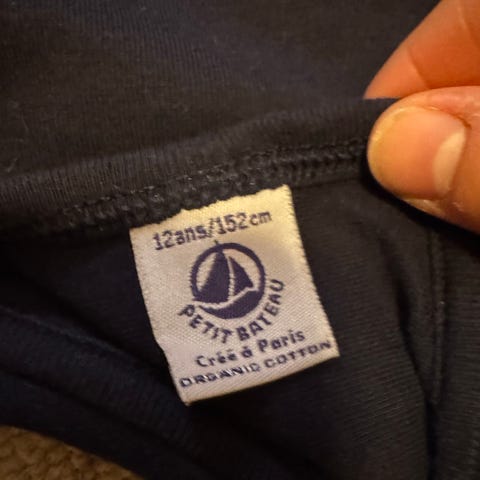 12ans/152cm
PETIT BATEAU
Créé à Paris
ORGANIC COTTON